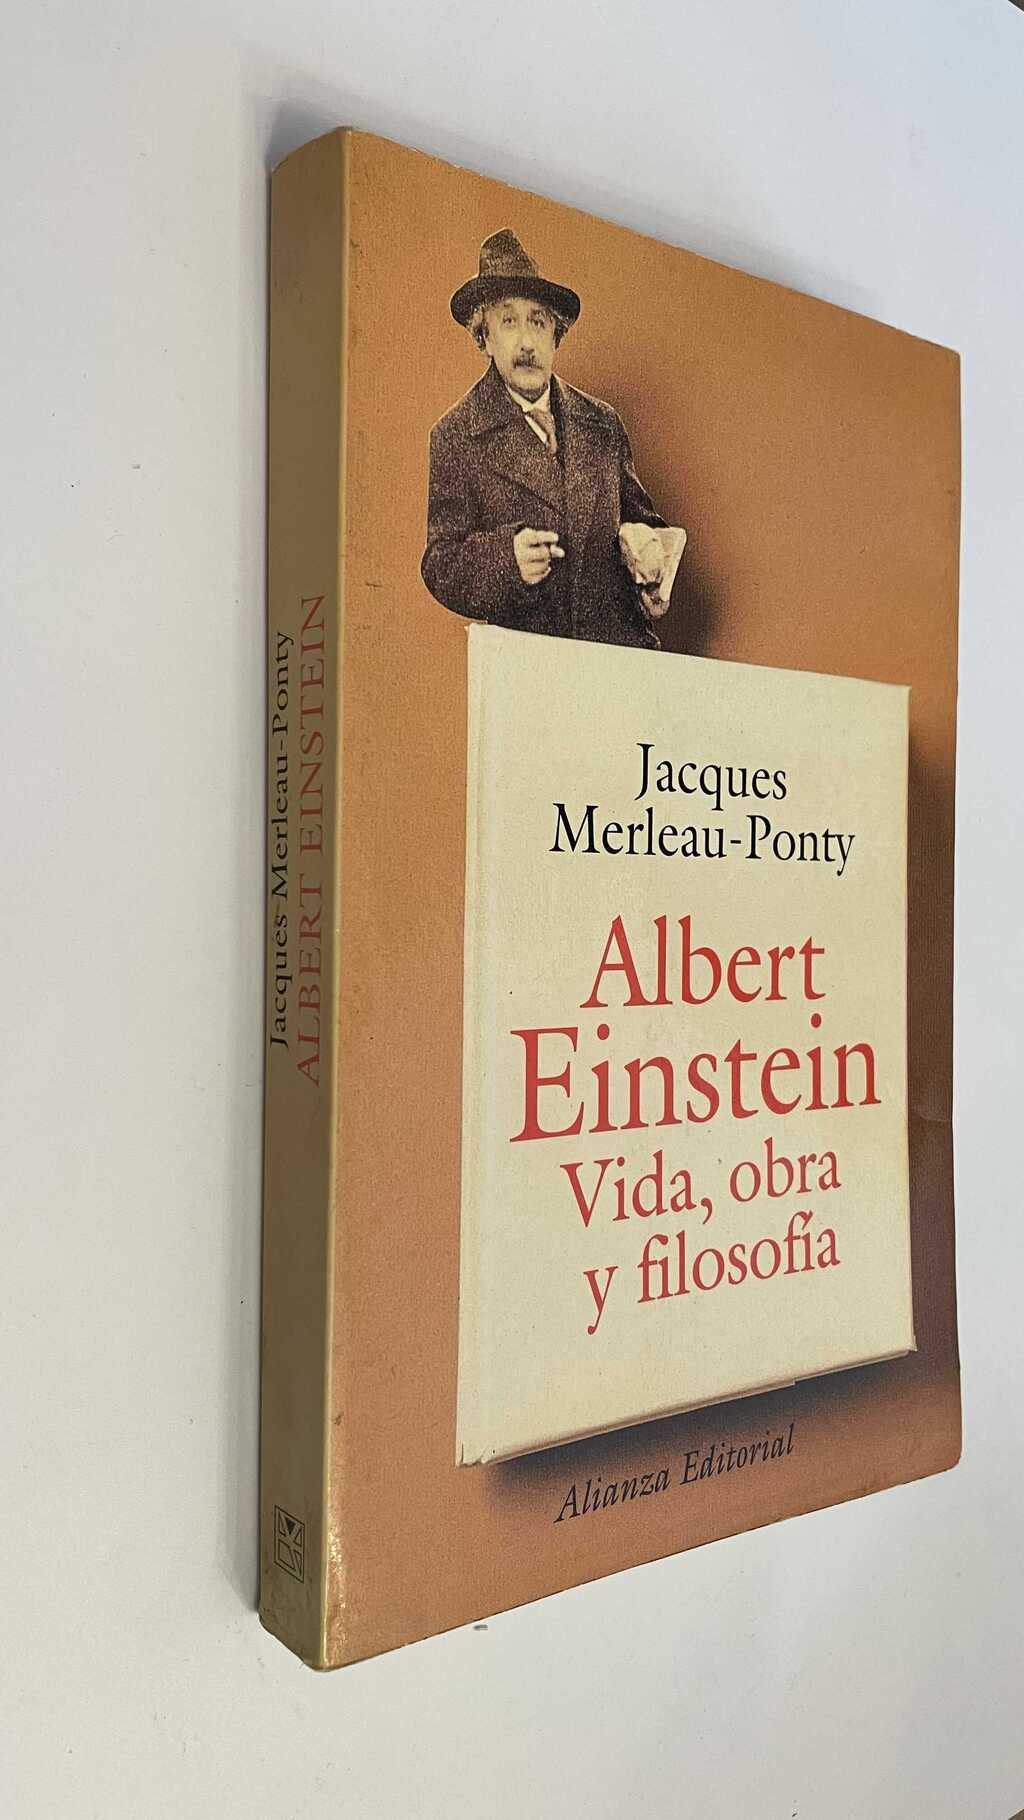 Jacques Merleau-Ponty
ALBERT EINSTEIN
Jacques
Merleau-Ponty
Albert
Einstein
Vida, obra
y filosofía
Alianza Editorial